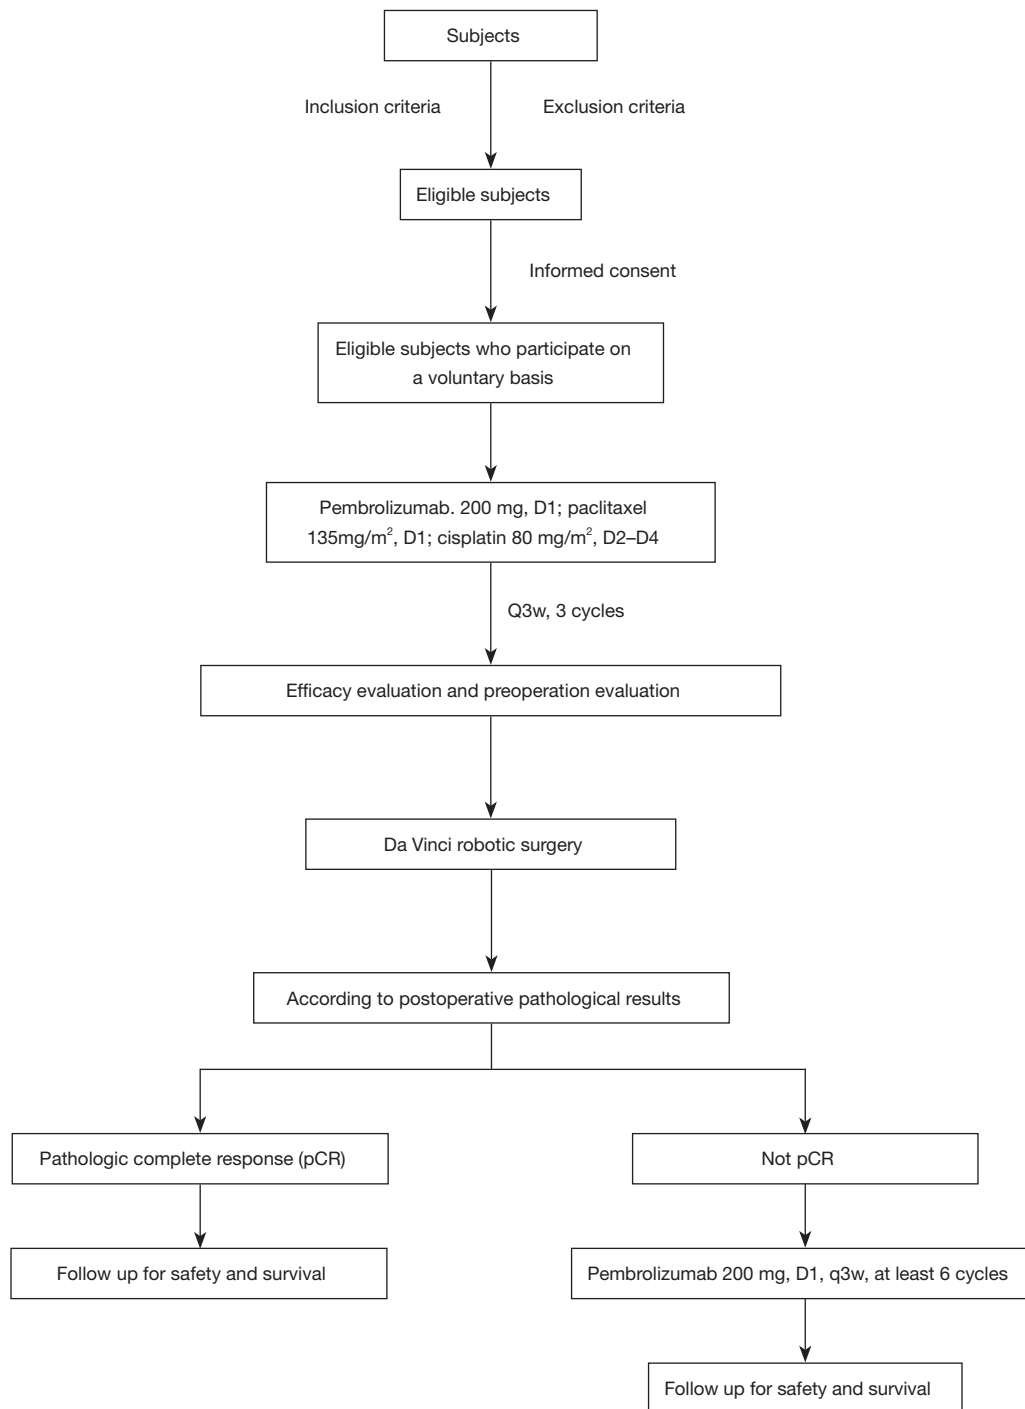 Subjects
Inclusion criteria
Exclusion criteria
Eligible subjects
Informed consent
Eligible subjects who participate on
a voluntary basis
Pembrolizumab. 200 mg, D1; paclitaxel
135mg/m², D1; cisplatin 80 mg/m², D2–D4
Q3w, 3 cycles
Efficacy evaluation and preoperation evaluation
Da Vinci robotic surgery
According to postoperative pathological results
Pathologic complete response (pCR)
Not pCR
Follow up for safety and survival
Pembrolizumab 200 mg, D1, q3w, at least 6 cycles
Follow up for safety and survival